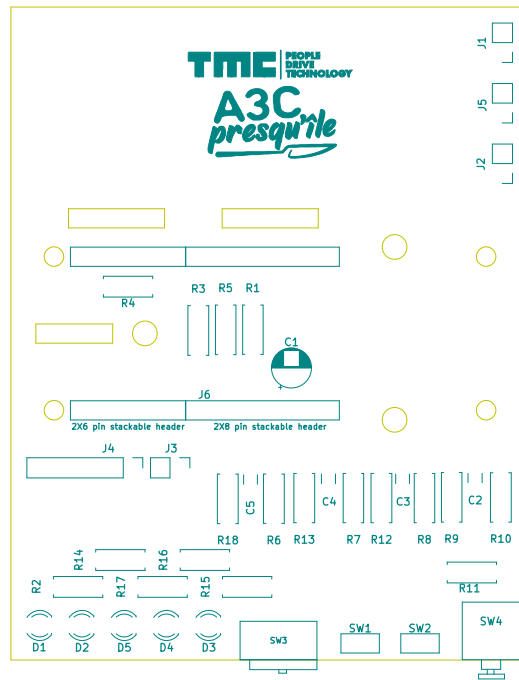 J1
TMC PEOPLE
DRIVE
TECHNOLOGY
A3C
presqu'île
J5
J2
R4
R3 R5 R1
C1
+
J6
2X6 pin stackable header 2X8 pin stackable header
J4 J3
C5 C4 C3 C2
R18 R6 R13 R7 R12 R8 R9 R10
R14 R16
R2 R17 R15 R11
D1 D2 D5 D4 D3
SW3 SW1 SW2 SW4